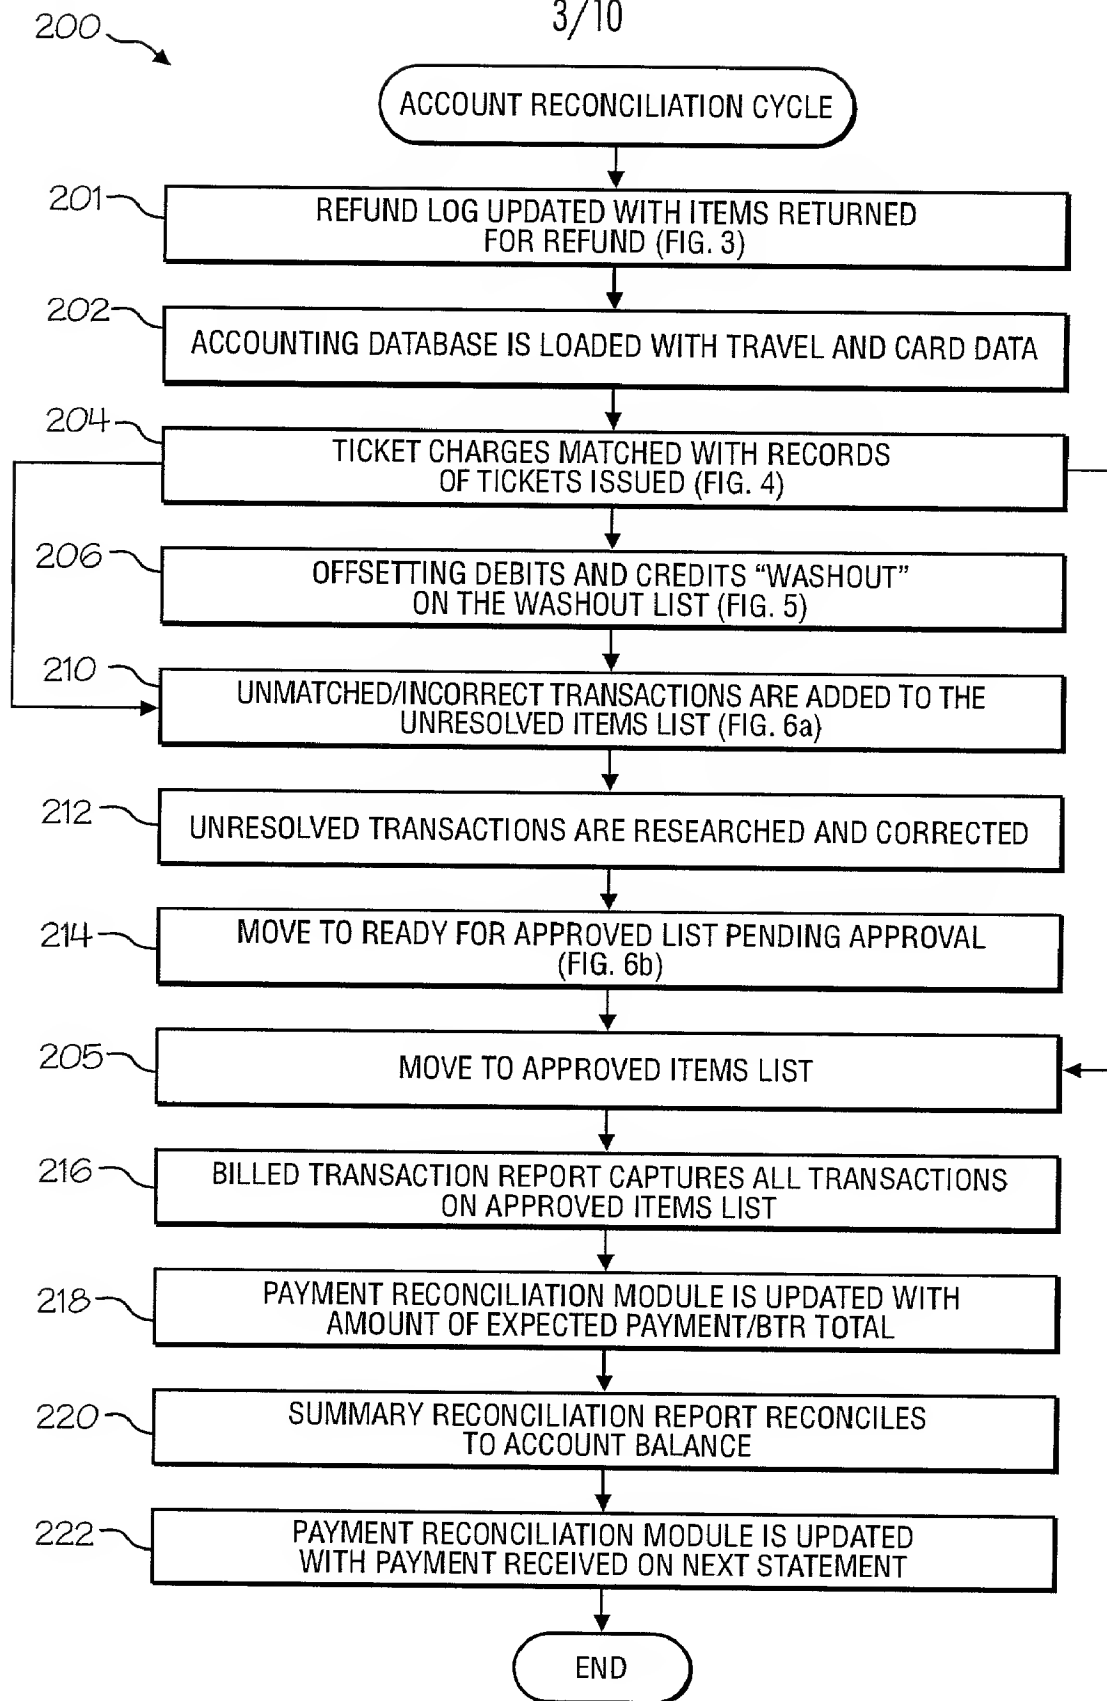 3/10
200
ACCOUNT RECONCILIATION CYCLE
201
REFUND LOG UPDATED WITH ITEMS RETURNED
FOR REFUND (FIG. 3)
202
ACCOUNTING DATABASE IS LOADED WITH TRAVEL AND CARD DATA
204
TICKET CHARGES MATCHED WITH RECORDS
OF TICKETS ISSUED (FIG. 4)
206
OFFSETTING DEBITS AND CREDITS “WASHOUT”
ON THE WASHOUT LIST (FIG. 5)
210
UNMATCHED/INCORRECT TRANSACTIONS ARE ADDED TO THE
UNRESOLVED ITEMS LIST (FIG. 6a)
212
UNRESOLVED TRANSACTIONS ARE RESEARCHED AND CORRECTED
214
MOVE TO READY FOR APPROVED LIST PENDING APPROVAL
(FIG. 6b)
205
MOVE TO APPROVED ITEMS LIST
216
BILLED TRANSACTION REPORT CAPTURES ALL TRANSACTIONS
ON APPROVED ITEMS LIST
218
PAYMENT RECONCILIATION MODULE IS UPDATED WITH
AMOUNT OF EXPECTED PAYMENT/BTR TOTAL
220
SUMMARY RECONCILIATION REPORT RECONCILES
TO ACCOUNT BALANCE
222
PAYMENT RECONCILIATION MODULE IS UPDATED
WITH PAYMENT RECEIVED ON NEXT STATEMENT
END